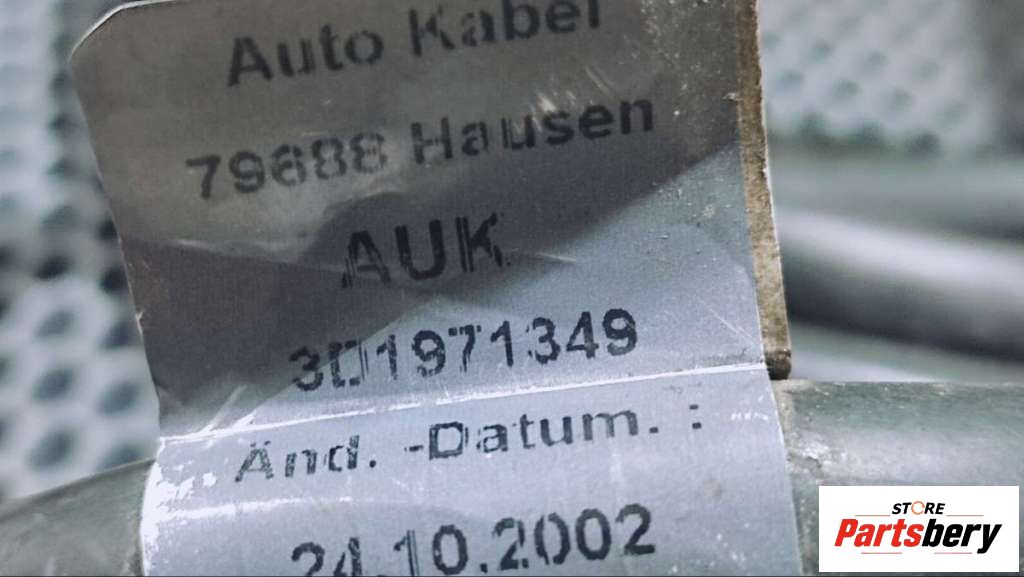 Auto Kabel
79688 Hausen
AUK
3D1971349
Änd. -Datum. :
24.10.2002
STORE
Partsbery